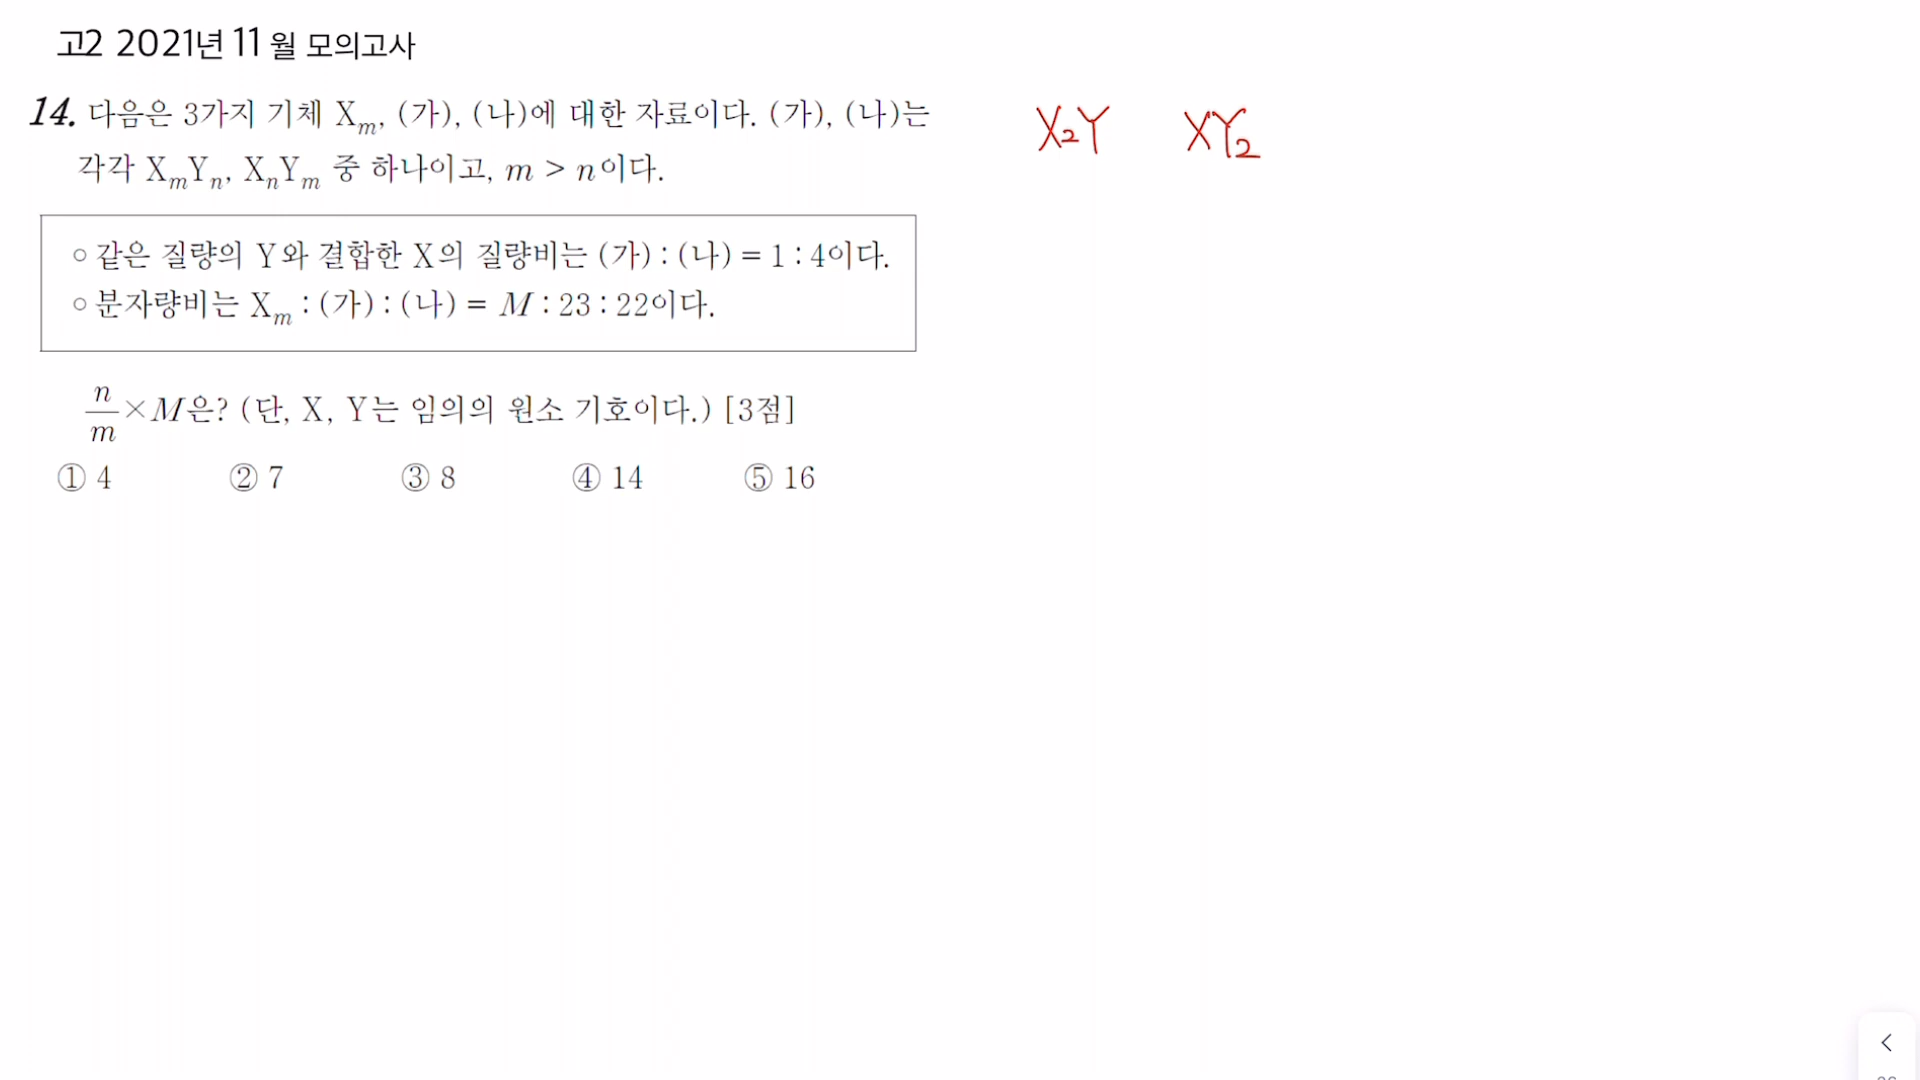 고2 2021년 11월 모의고사
14. 다음은 3가지 기체 Xₘ, (가), (나)에 대한 자료이다. (가), (나)는
각각 XₘYₙ, XₙYₘ 중 하나이고, m > n이다.
○ 같은 질량의 Y와 결합한 X의 질량비는 (가) : (나) = 1 : 4이다.
○ 분자량비는 Xₘ : (가) : (나) = M : 23 : 22이다.
n/m × M은? (단, X, Y는 임의의 원소 기호이다.) [3점]
① 4 ② 7 ③ 8 ④ 14 ⑤ 16
X₂Y XY₂